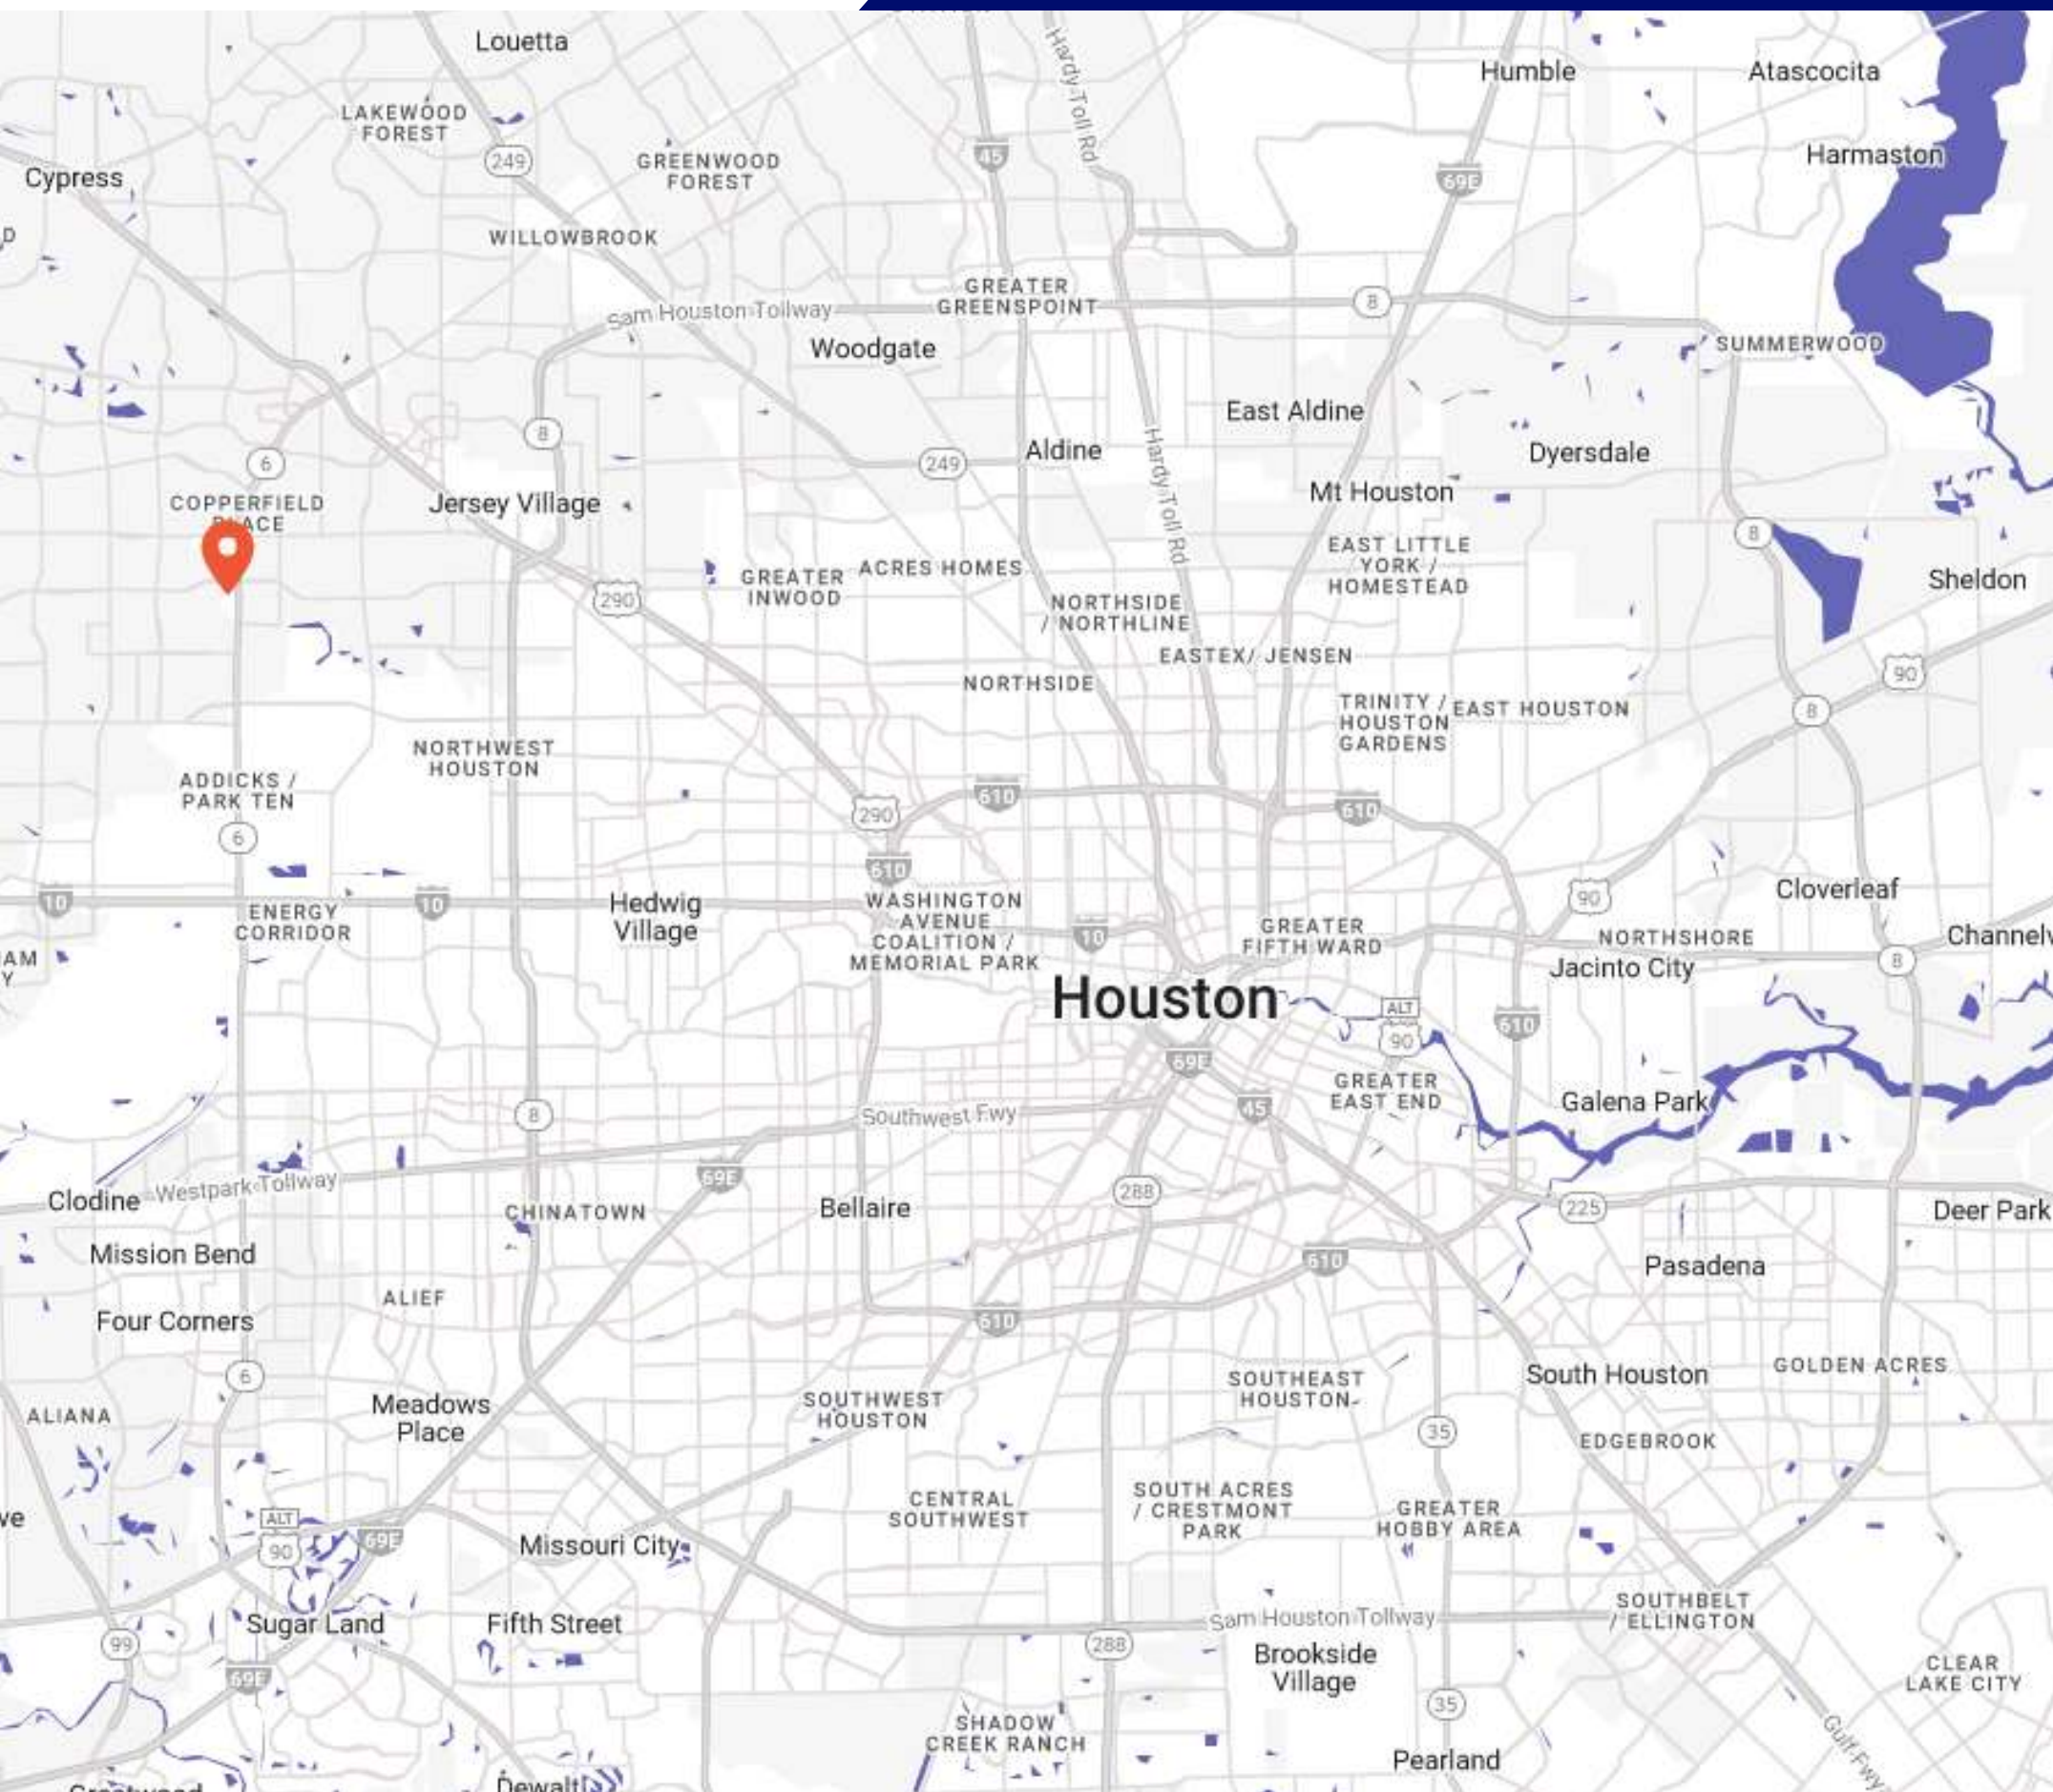 Louetta
Hardy Toll Rd
Humble
Atascocita
LAKEWOOD
FOREST
249
GREENWOOD
FOREST
45
69E
Harmaston
Cypress
D
WILLOWBROOK
GREATER
GREENSPOINT
8
Sam Houston Tollway
Woodgate
SUMMERWOOD
East Aldine
8
249
Aldine
Hardy Toll Rd
Dyersdale
6
COPPERFIELD
PLACE
Jersey Village
Mt Houston
8
EAST LITTLE
YORK /
HOMESTEAD
ACRES HOMES
GREATER
INWOOD
Sheldon
290
NORTHSIDE
/ NORTHLINE
EASTEX/ JENSEN
NORTHSIDE
90
TRINITY /
HOUSTON
GARDENS
EAST HOUSTON
8
NORTHWEST
HOUSTON
ADDICKS /
PARK TEN
610
610
290
6
610
10
10
ENERGY
CORRIDOR
Hedwig
Village
WASHINGTON
AVENUE
COALITION /
MEMORIAL PARK
10
GREATER
FIFTH WARD
90
Cloverleaf
NORTHSHORE
Channelv
AM
Y
Jacinto City
8
Houston
ALT
90
610
69E
GREATER
EAST END
Galena Park
8
Southwest Fwy
45
69E
288
Westpark Tollway
Clodine
CHINATOWN
Bellaire
225
Deer Park
Mission Bend
610
Pasadena
ALIEF
Four Corners
610
6
SOUTHEAST
HOUSTON
South Houston
GOLDEN ACRES
ALIANA
Meadows
Place
SOUTHWEST
HOUSTON
35
EDGEBROOK
ve
ALT
90
69E
Missouri City
CENTRAL
SOUTHWEST
SOUTH ACRES
/ CRESTMONT
PARK
GREATER
HOBBY AREA
Sugar Land
Fifth Street
Sam Houston Tollway
SOUTHBELT
/ ELLINGTON
99
288
69E
Brookside
Village
CLEAR
LAKE CITY
35
SHADOW
CREEK RANCH
Gulf Fwy
Pearland
Dewalt